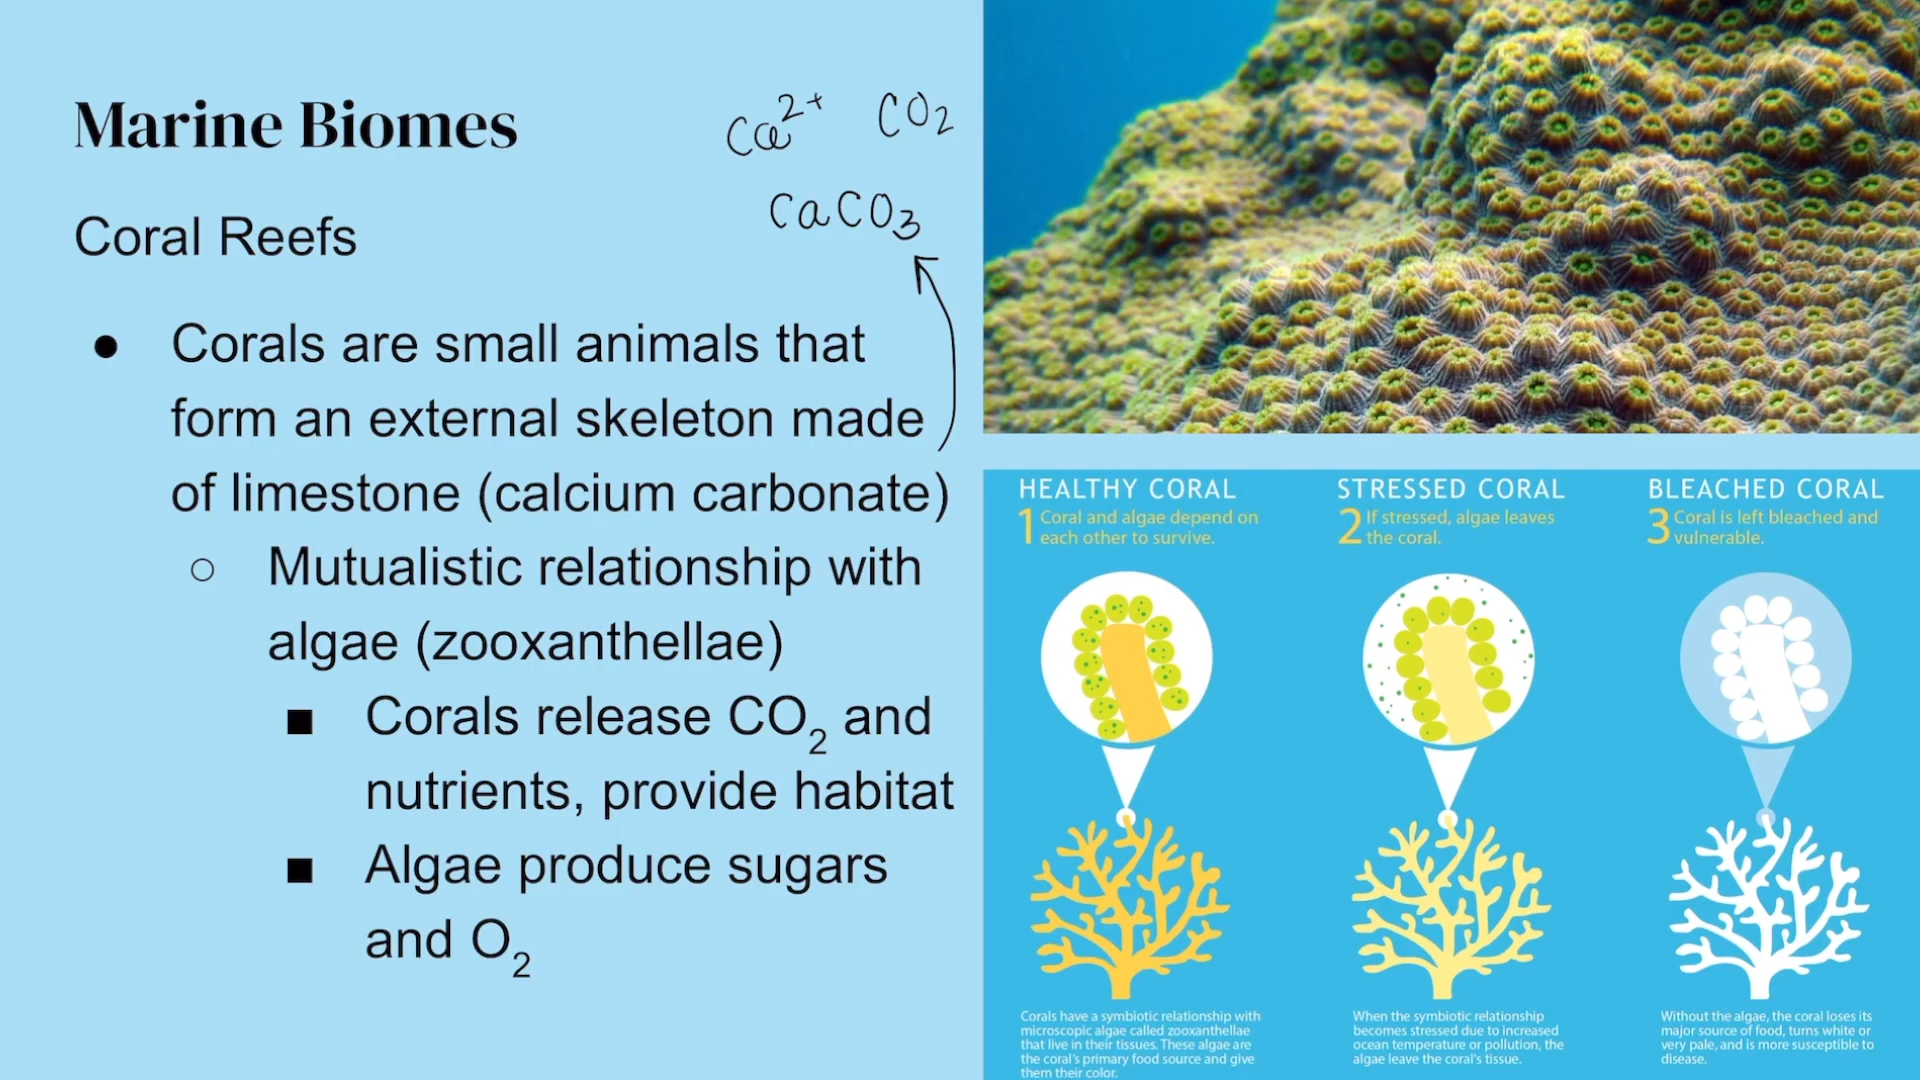 Marine Biomes
Ca²⁺ CO₂
CaCO₃
Coral Reefs
● Corals are small animals that
form an external skeleton made
of limestone (calcium carbonate)
○ Mutualistic relationship with
algae (zooxanthellae)
■ Corals release CO₂ and
nutrients, provide habitat
■ Algae produce sugars
and O₂
HEALTHY CORAL
1 Coral and algae depend on
each other to survive.
STRESSED CORAL
2 If stressed, algae leaves
the coral.
BLEACHED CORAL
3 Coral is left bleached and
vulnerable.
Corals have a symbiotic relationship with
microscopic algae called zooxanthellae
that live in their tissues. These algae are
the coral's primary food source and give
them their color.
When the symbiotic relationship
becomes stressed due to increased
ocean temperature or pollution, the
algae leave the coral's tissue.
Without the algae, the coral loses its
major source of food, turns white or
very pale, and is more susceptible to
disease.